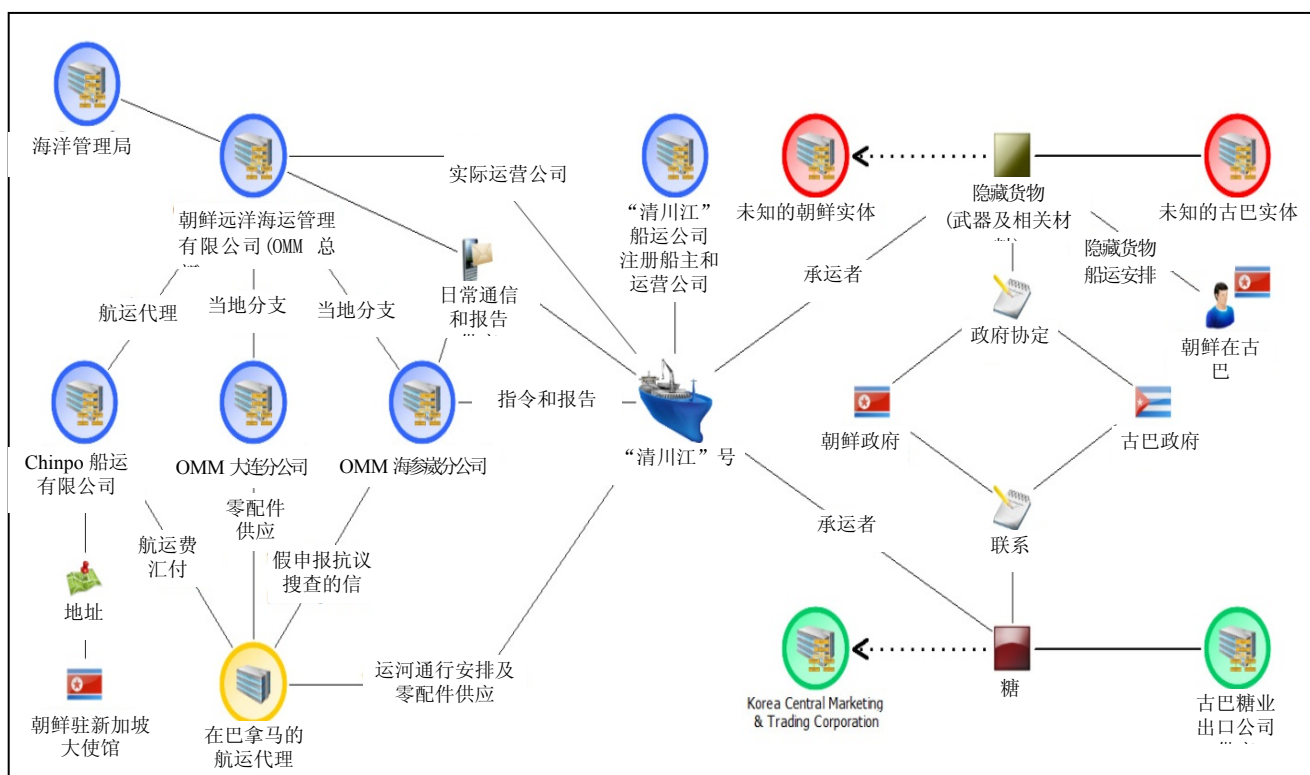 海洋管理局
朝鲜远洋海运管理
有限公司(OMM 总
实际运营公司
日常通信
和报告
航运代理
当地分支
当地分支
Chinpo 船运
有限公司
OMM 大连分公司
OMM 海参崴分公司
指令和报告
零配件
供应
航运费
汇付
假申报抗议
搜查的信
地址
朝鲜驻新加坡
大使馆
在巴拿马的
航运代理
运河通行安排及
零配件供应
“清川江”
船运公司
注册船主和
运营公司
“清川江”号
未知的朝鲜实体
隐藏货物
(武器及相关材
未知的古巴实体
承运者
隐藏货物
船运安排
政府协定
朝鲜在古
巴
朝鲜政府
古巴政府
承运者
联系
糖
Korea Central Marketing
& Trading Corporation
古巴糖业
出口公司